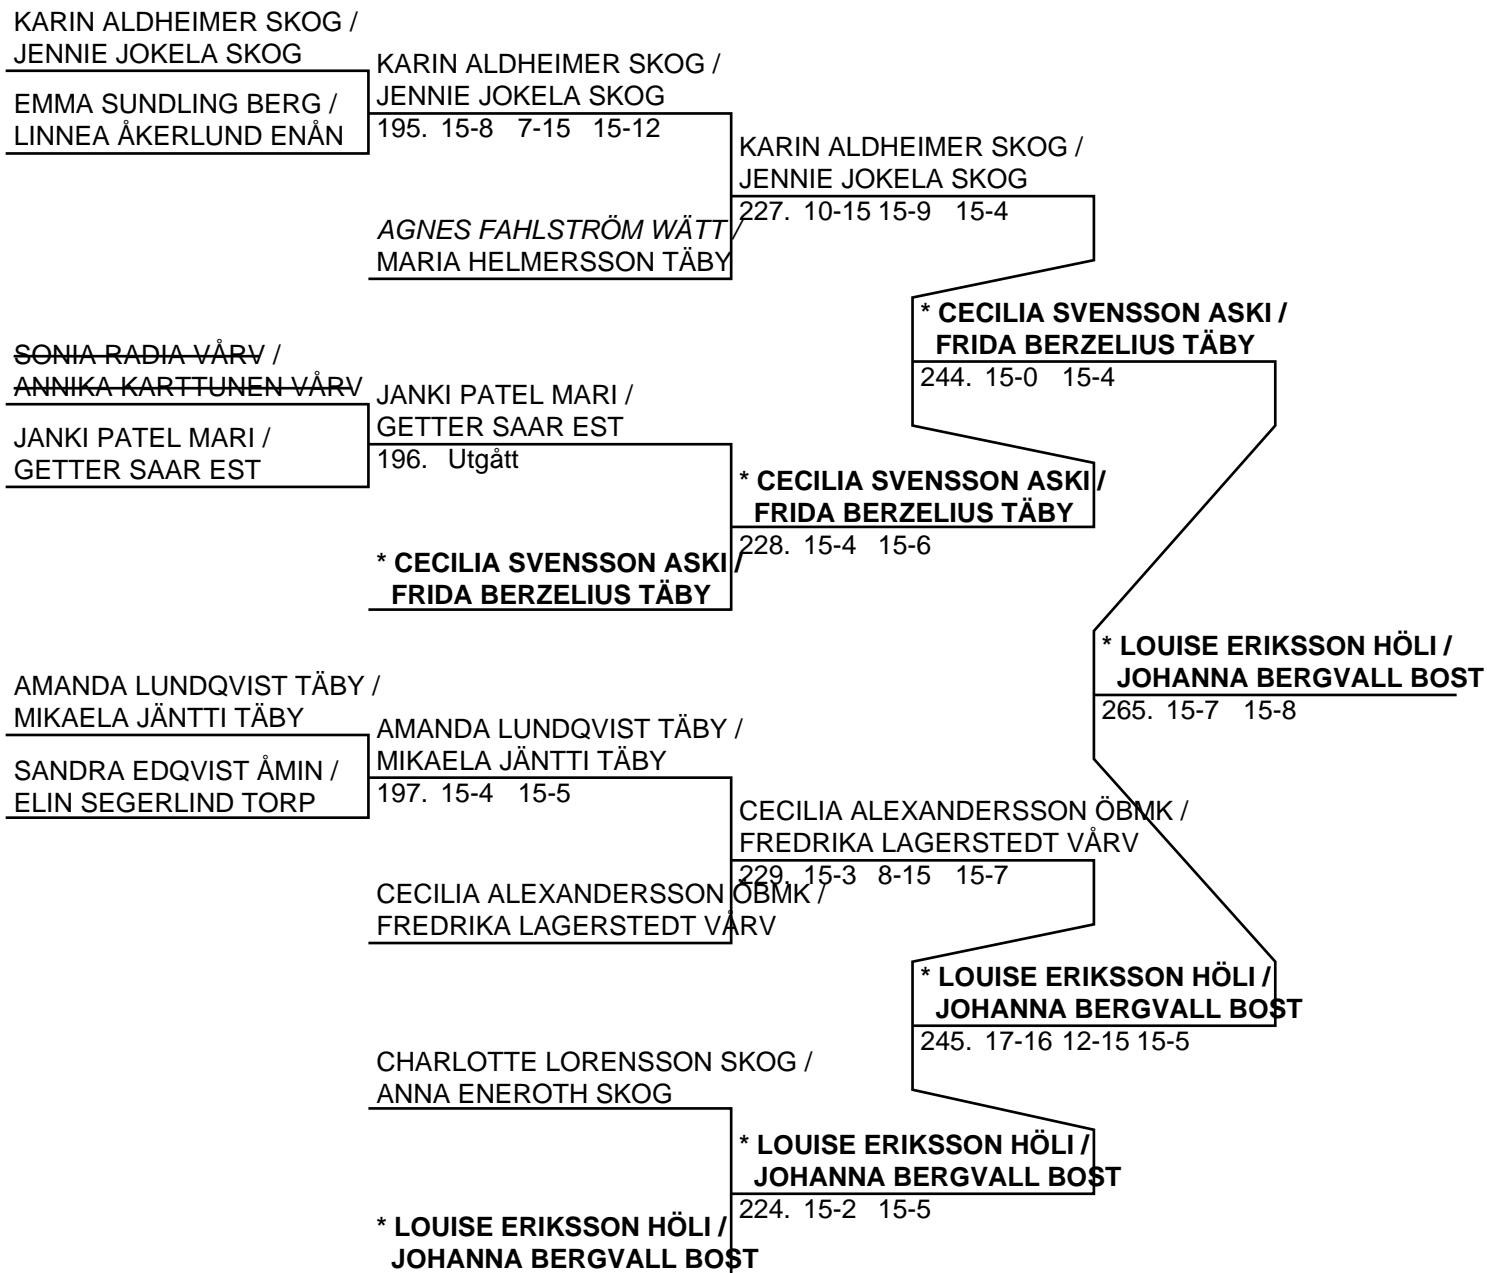 KARIN ALDHEIMER SKOG /
JENNIE JOKELA SKOG
EMMA SUNDLING BERG /
LINNEA ÅKERLUND ENÅN
KARIN ALDHEIMER SKOG /
JENNIE JOKELA SKOG
195. 15-8 7-15 15-12
AGNES FAHLSTRÖM WÄTT /
MARIA HELMERSSON TÄBY
KARIN ALDHEIMER SKOG /
JENNIE JOKELA SKOG
227. 10-15 15-9 15-4
SONIA RADIA VÅRV /
ANNIKA KARTTUNEN VÅRV
JANKI PATEL MARI /
GETTER SAAR EST
JANKI PATEL MARI /
GETTER SAAR EST
196. Utgått
* CECILIA SVENSSON ASKI /
FRIDA BERZELIUS TÄBY
* CECILIA SVENSSON ASKI /
FRIDA BERZELIUS TÄBY
228. 15-4 15-6
* CECILIA SVENSSON ASKI /
FRIDA BERZELIUS TÄBY
244. 15-0 15-4
AMANDA LUNDQVIST TÄBY /
MIKAELA JÄNTTI TÄBY
SANDRA EDQVIST ÅMIN /
ELIN SEGERLIND TORP
AMANDA LUNDQVIST TÄBY /
MIKAELA JÄNTTI TÄBY
197. 15-4 15-5
CECILIA ALEXANDERSSON ÖBMK /
FREDRIKA LAGERSTEDT VÅRV
CECILIA ALEXANDERSSON ÖBMK /
FREDRIKA LAGERSTEDT VÅRV
229. 15-3 8-15 15-7
CHARLOTTE LORENSSON SKOG /
ANNA ENEROTH SKOG
* LOUISE ERIKSSON HÖLI /
JOHANNA BERGVALL BOST
* LOUISE ERIKSSON HÖLI /
JOHANNA BERGVALL BOST
224. 15-2 15-5
* LOUISE ERIKSSON HÖLI /
JOHANNA BERGVALL BOST
245. 17-16 12-15 15-5
* LOUISE ERIKSSON HÖLI /
JOHANNA BERGVALL BOST
265. 15-7 15-8